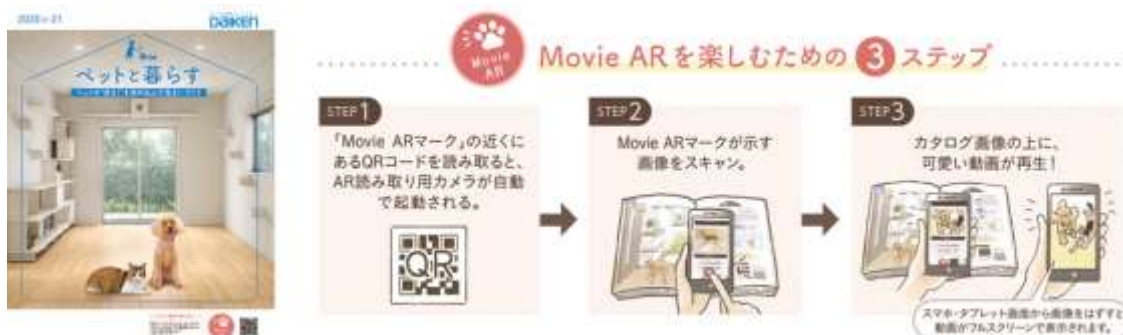 2020▶21
DAIKEN
ペットと暮らす
Movie AR
Movie ARを楽しむための3ステップ
STEP1
「Movie ARマーク」の近くに
あるQRコードを読み取ると、
AR読み取り用カメラが自動
で起動される。
QR
STEP2
Movie ARマークが示す
画像をスキャン。
STEP3
カタログ画像の上に、
可愛い動画が再生!
スマホ・タブレット画面から画像をはずすと
動画がフルスクリーンで表示されます。